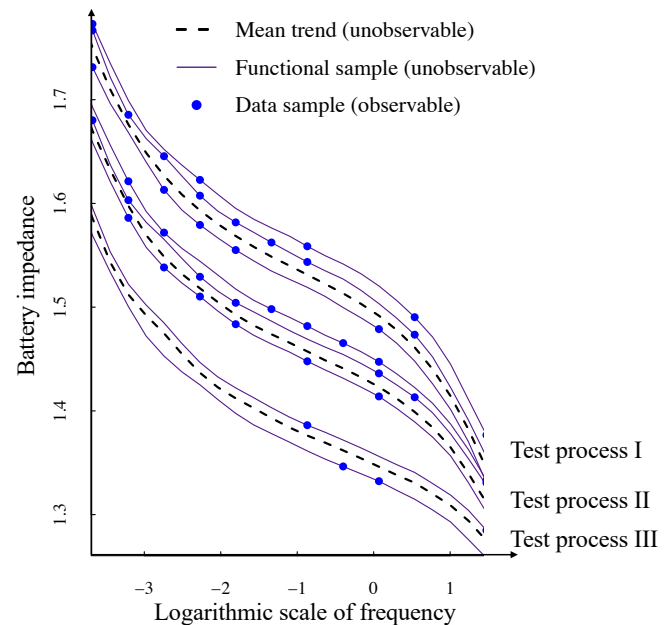 Mean trend (unobservable)
Functional sample (unobservable)
Data sample (observable)
Battery impedance
1.7
1.6
1.5
1.4
1.3
Test process I
Test process II
Test process III
−3
−2
−1
0
1
Logarithmic scale of frequency